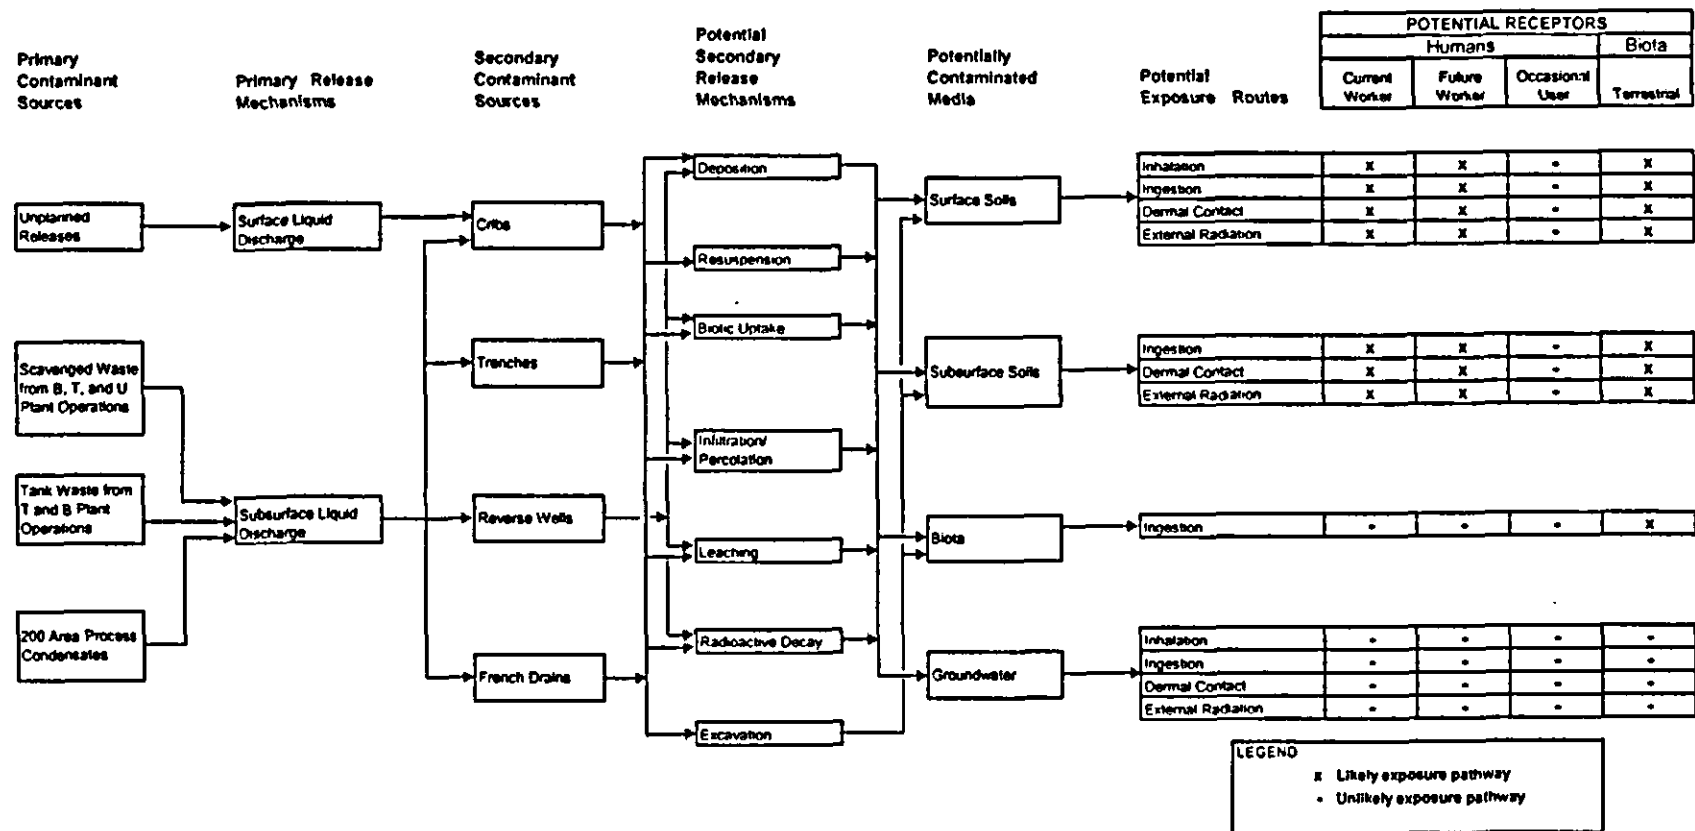 Primary Contaminant Sources
Primary Release Mechanisms
Secondary Contaminant Sources
Potential Secondary Release Mechanisms
Potentially Contaminated Media
Potential Exposure Routes
POTENTIAL RECEPTORS
Humans
Biota
Current Worker
Future Worker
Occasional User
Terrestrial
Unplanned Releases
Scavenged Waste from B, T, and U Plant Operations
Tank Waste from T and B Plant Operations
200 Area Process Condensates
Surface Liquid Discharge
Subsurface Liquid Discharge
Cribs
Trenches
Reverse Wells
French Drains
Deposition
Resuspension
Biotic Uptake
Infiltration/ Percolation
Leaching
Radioactive Decay
Excavation
Surface Soils
Subsurface Soils
Biota
Groundwater
Inhalation x x • x
Ingestion x x • x
Dermal Contact x x • x
External Radiation x x • x
Ingestion x x • x
Dermal Contact x x • x
External Radiation x x • x
Ingestion • • • x
Inhalation • • • •
Ingestion • • • •
Dermal Contact • • • •
External Radiation • • • •
LEGEND
x Likely exposure pathway
• Unlikely exposure pathway